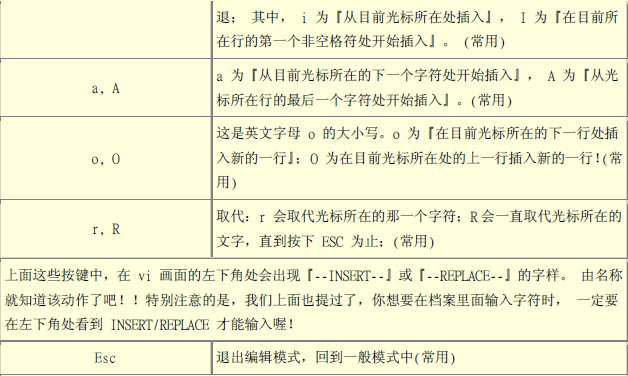 退； 其中， i 为『从目前光标所在处插入』， I 为『在目前所
在行的第一个非空格符处开始插入』。 (常用)
a, A
a 为『从目前光标所在的下一个字符处开始插入』， A 为『从光
标所在行的最后一个字符处开始插入』。(常用)
o, O
这是英文字母 o 的大小写。o 为『在目前光标所在的下一行处插
入新的一行』；O 为在目前光标所在处的上一行插入新的一行！(常
用)
r, R
取代：r 会取代光标所在的那一个字符；R会一直取代光标所在的
文字，直到按下 ESC 为止；(常用)
上面这些按键中，在 vi 画面的左下角处会出现『--INSERT--』或『--REPLACE--』的字样。 由名称
就知道该动作了吧！！特别注意的是，我们上面也提过了，你想要在档案里面输入字符时， 一定要
在左下角处看到 INSERT/REPLACE 才能输入喔！
Esc
退出编辑模式，回到一般模式中(常用)